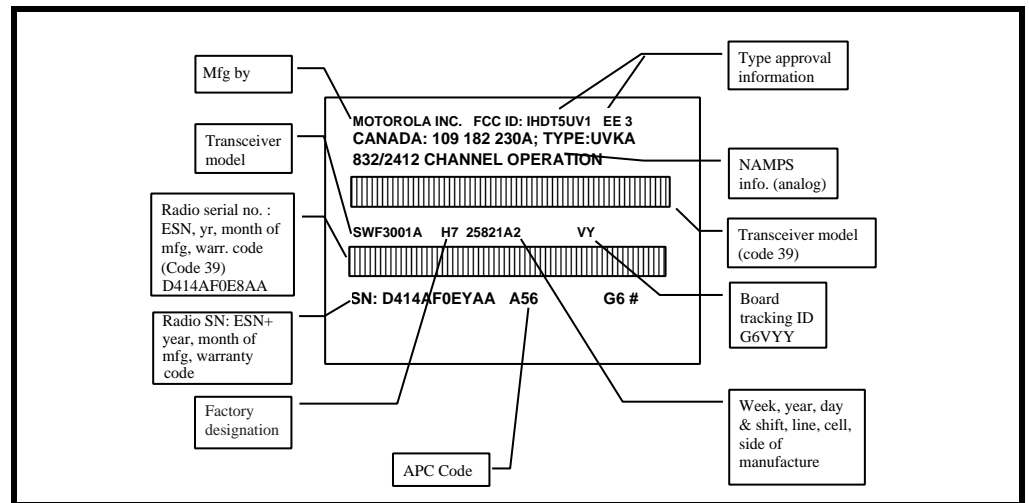 Mfg by
Type approval
information
MOTOROLA INC. FCC ID: IHDT5UV1 EE 3
CANADA: 109 182 230A; TYPE:UVKA
832/2412 CHANNEL OPERATION
Transceiver
model
NAMPS
info. (analog)
Radio serial no. :
ESN, yr, month of
mfg, warr. code
(Code 39)
D414AF0E8AA
SWF3001A H7 25821A2 VY
Transceiver model
(code 39)
SN: D414AF0EYAA A56 G6 #
Board
tracking ID
G6VYY
Radio SN: ESN+
year, month of
mfg, warranty
code
Factory
designation
Week, year, day
& shift, line, cell,
side of
manufacture
APC Code